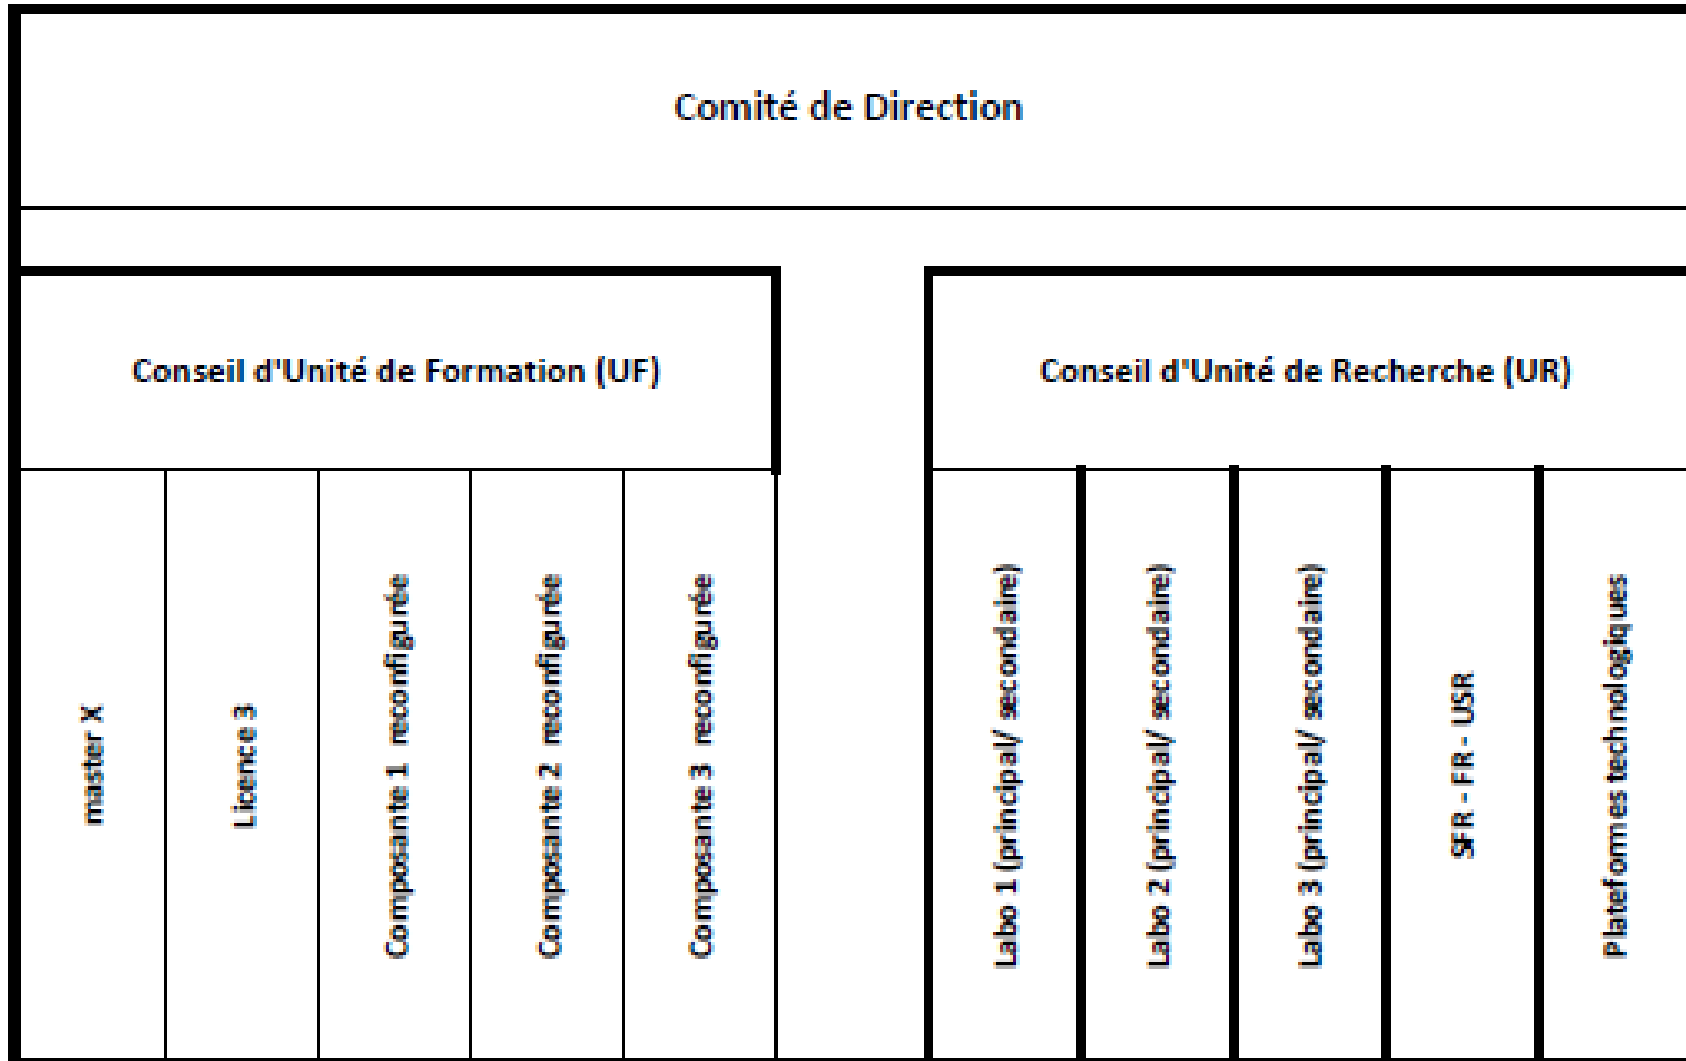 Comité de Direction
Conseil d'Unité de Formation (UF)
Conseil d'Unité de Recherche (UR)
master X
Licence 3
Composante 1 reconfigurée
Composante 2 reconfigurée
Composante 3 reconfigurée
Labo 1 (principal/ secondaire)
Labo 2 (principal/ secondaire)
Labo 3 (principal/ secondaire)
SFR - FR - USR
Plateformes technologiques